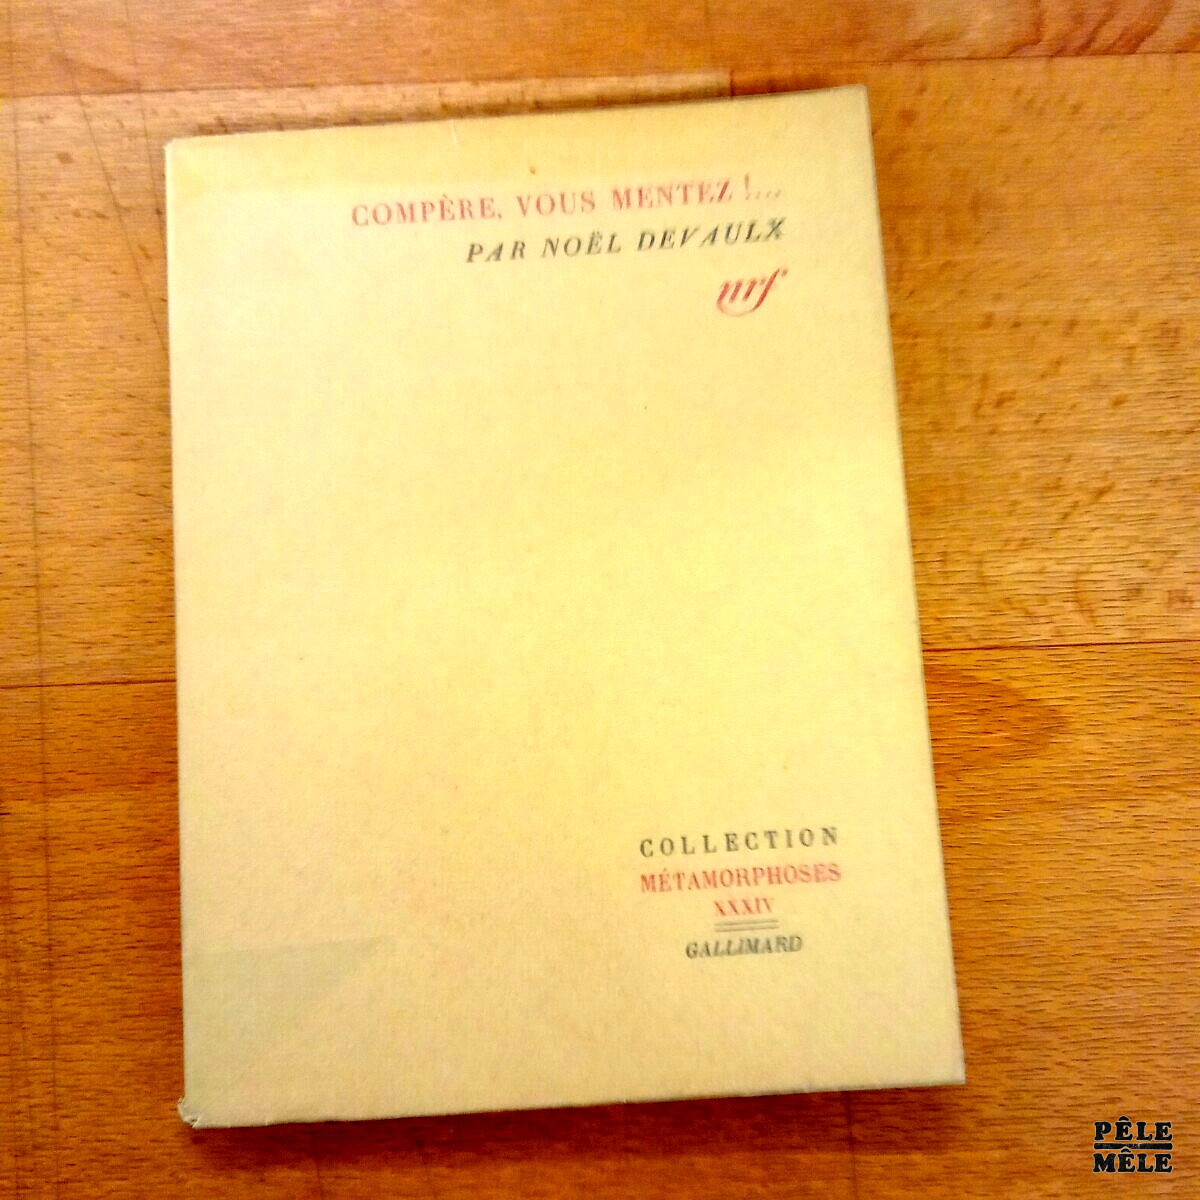 COMPÈRE, VOUS MENTEZ !...
PAR NOËL DEVAULX
nrf
COLLECTION
MÉTAMORPHOSES
XXXIV
GALLIMARD
PÊLE
MÊLE